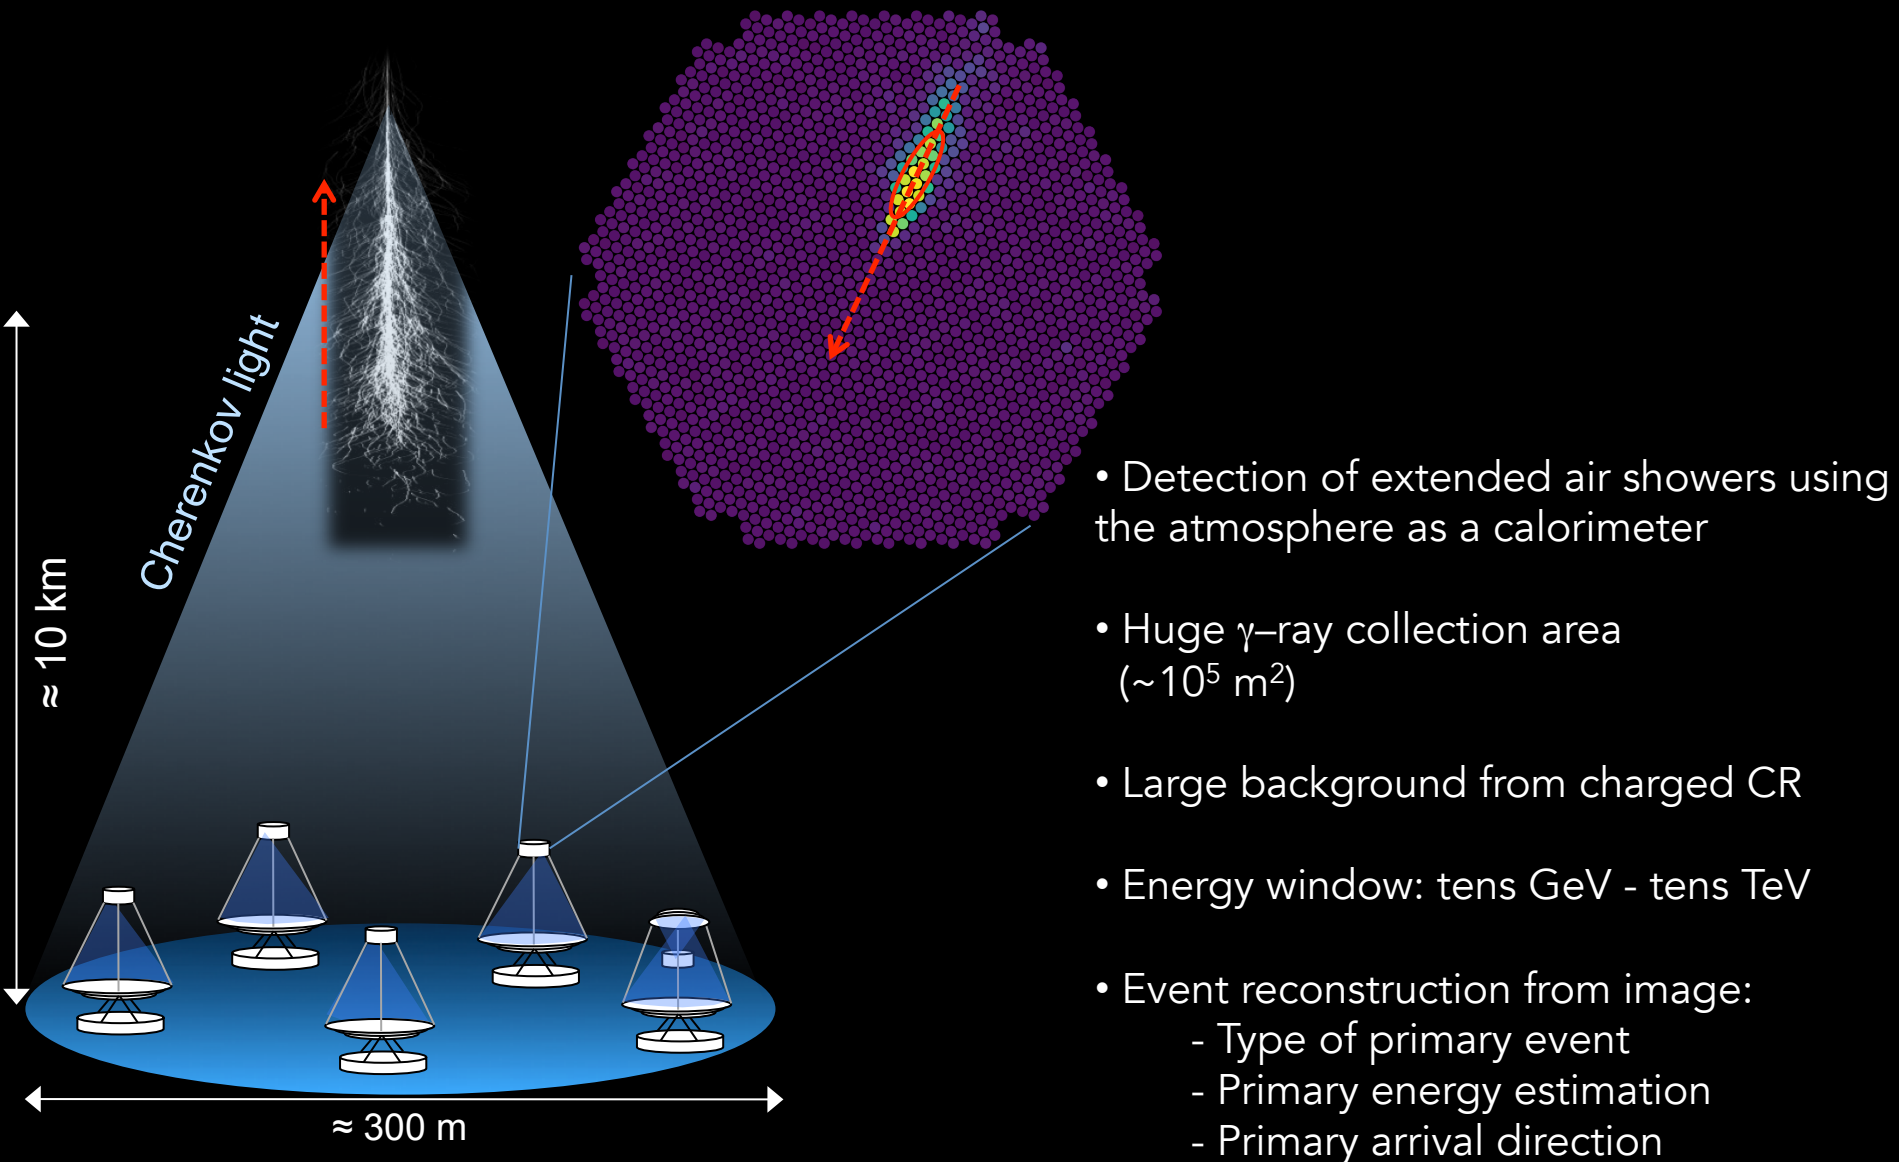 Cherenkov light
≈ 10 km
≈ 300 m
• Detection of extended air showers using
the atmosphere as a calorimeter
• Huge γ–ray collection area
(~10⁵ m²)
• Large background from charged CR
• Energy window: tens GeV - tens TeV
• Event reconstruction from image:
- Type of primary event
- Primary energy estimation
- Primary arrival direction